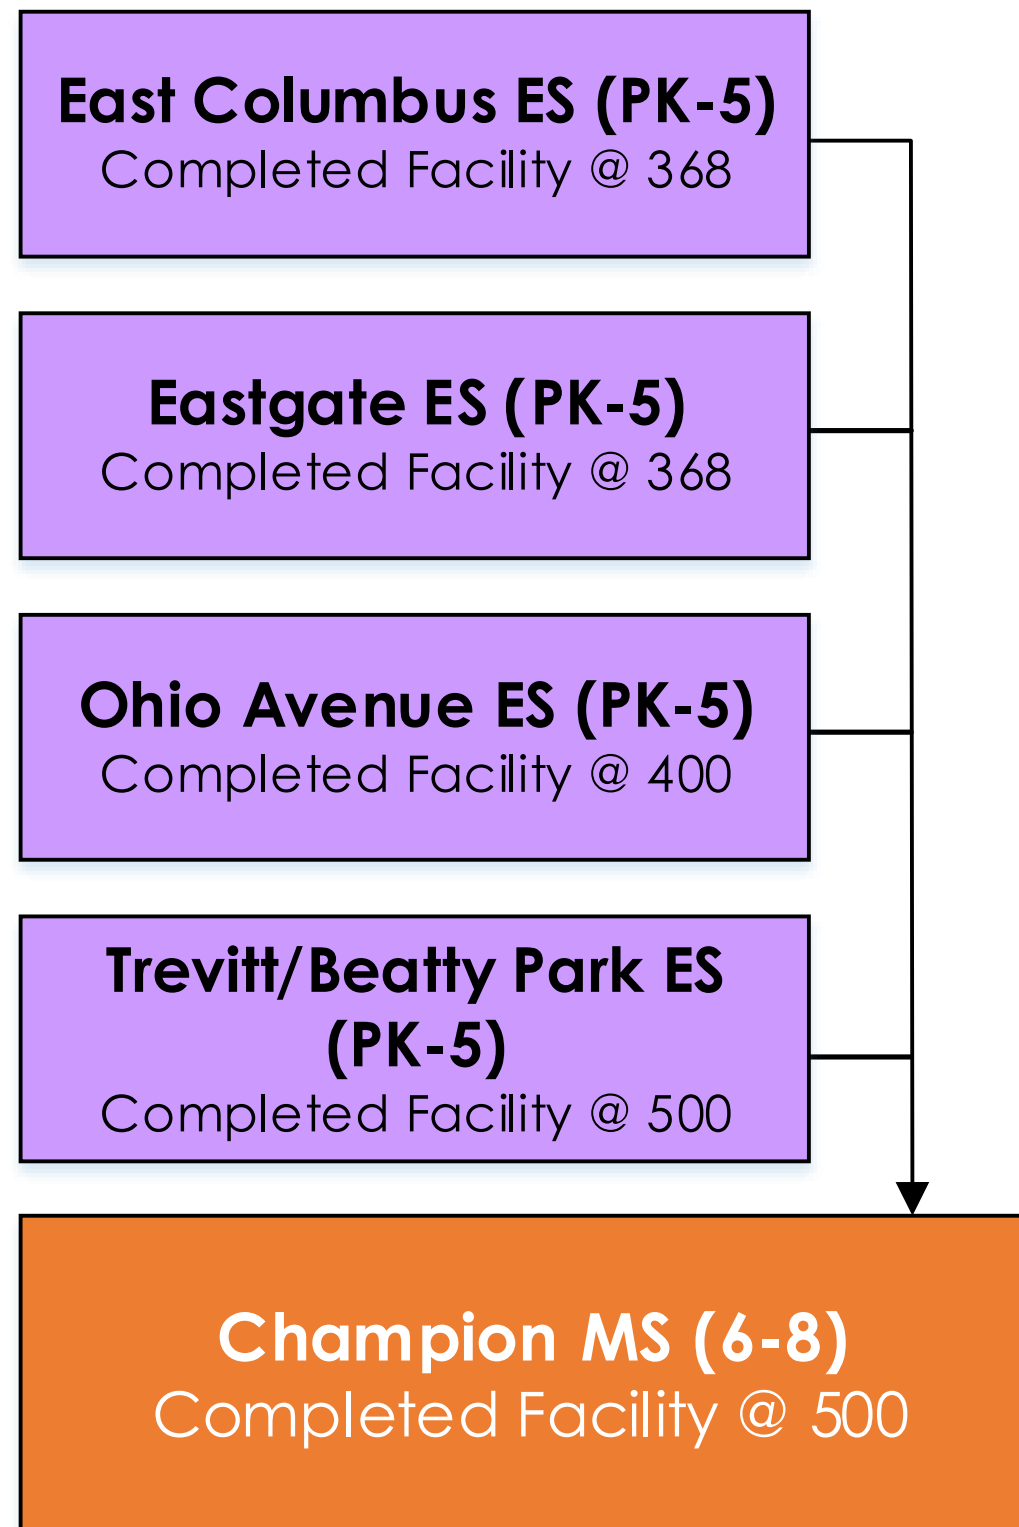 East Columbus ES (PK-5)
Completed Facility @ 368
Eastgate ES (PK-5)
Completed Facility @ 368
Ohio Avenue ES (PK-5)
Completed Facility @ 400
Trevitt/Beatty Park ES
(PK-5)
Completed Facility @ 500
Champion MS (6-8)
Completed Facility @ 500